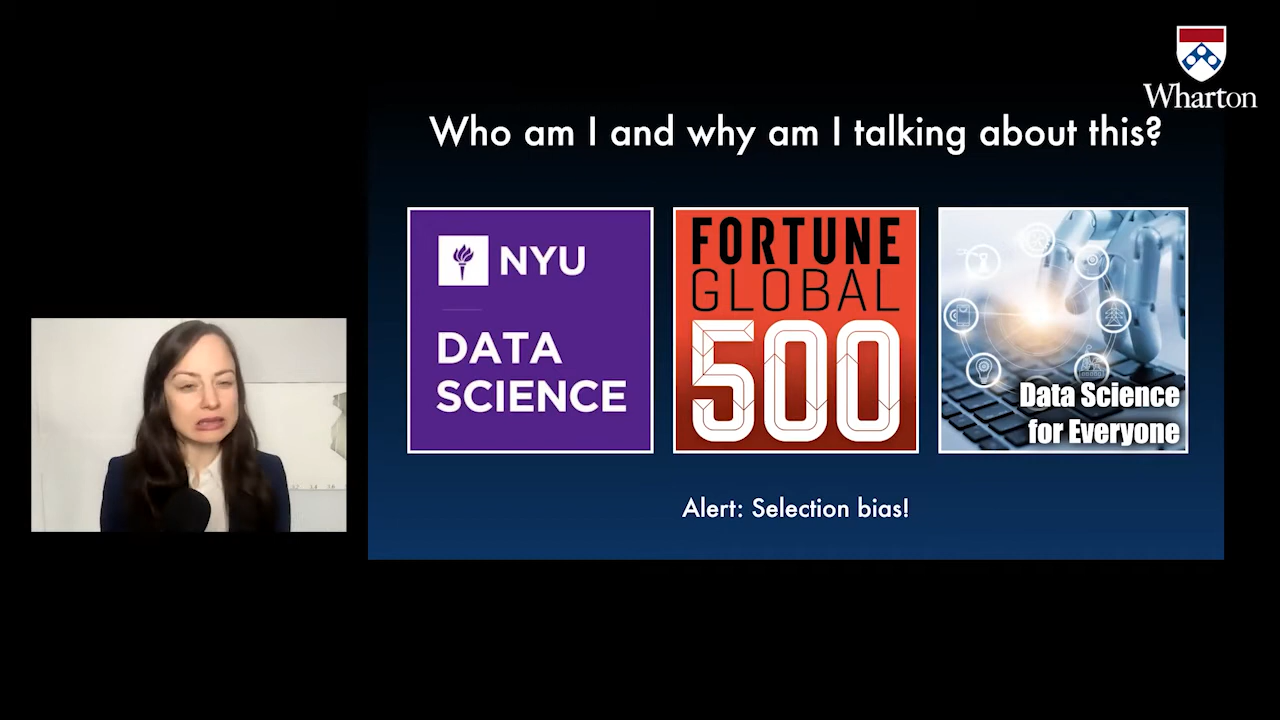 Wharton
Who am I and why am I talking about this?
NYU
DATA
SCIENCE
FORTUNE
GLOBAL
500
Data Science
for Everyone
Alert: Selection bias!